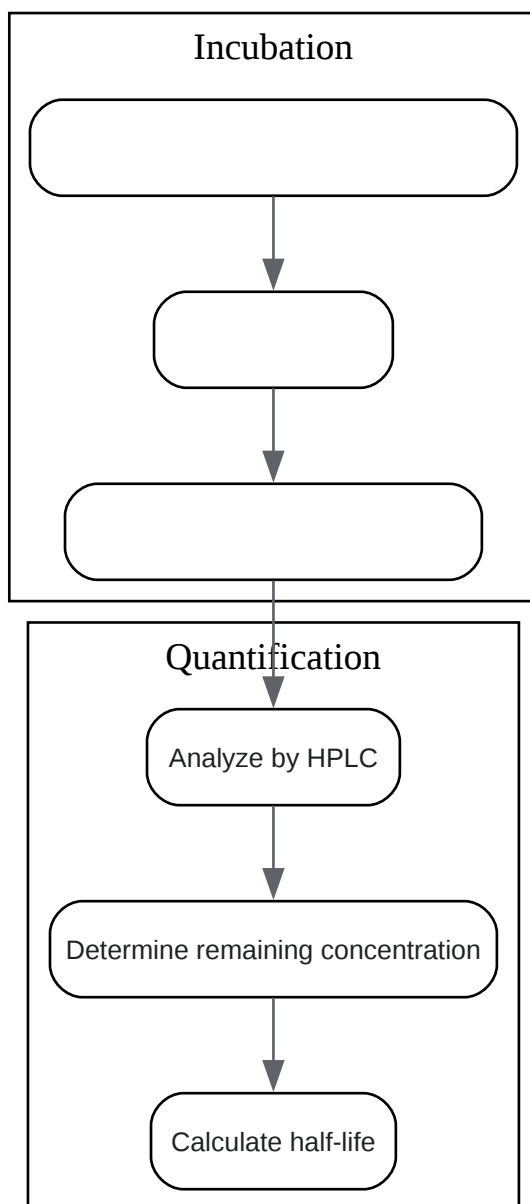 Incubation
Quantification
Analyze by HPLC
Determine remaining concentration
Calculate half-life